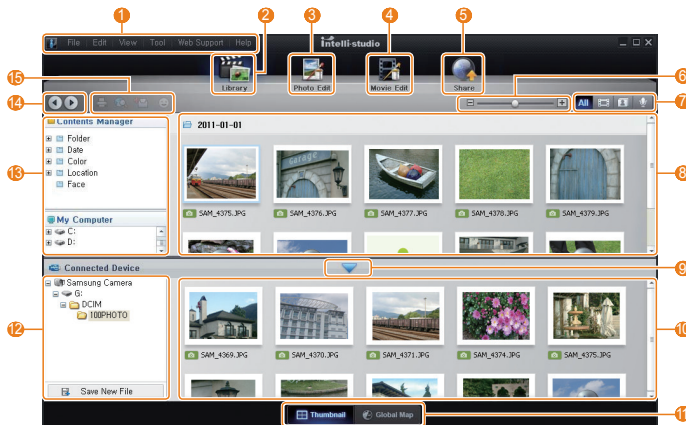 1 2 3 4 5
File Edit View Tool Web Support Help
intelli-studio
Library Photo Edit Movie Edit Share
15 6
14 All 7
Contents Manager
2011-01-01
Folder
Date
Color
13 Location 8
Face
SAM_4375.JPG SAM_4376.JPG SAM_4377.JPG SAM_4378.JPG SAM_4379.JPG
My Computer
C:
D:
Connected Device 9
Samsung Camera
G:
DCIM
12 100PHOTO 10
SAM_4369.JPG SAM_4370.JPG SAM_4371.JPG SAM_4374.JPG SAM_4375.JPG
Save New File
Thumbnail Global Map 11